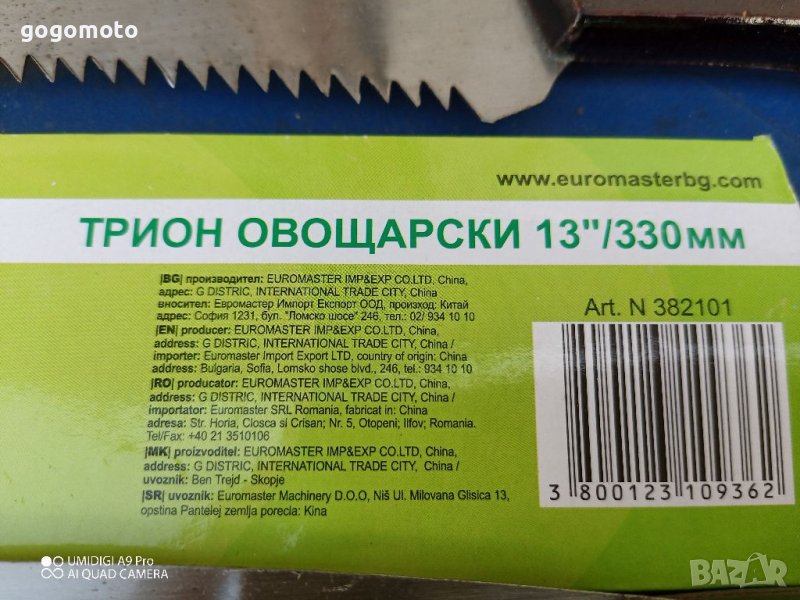 gogomoto
www.euromasterbg.com
ТРИОН ОВОЩАРСКИ 13"/330мм
|BG| производител: EUROMASTER IMP&EXP CO.LTD, China,
адрес: G DISTRIC, INTERNATIONAL TRADE CITY, China
вносител: Евромастер Импорт Експорт ООД, произход: Китай
адрес: София 1231, бул. "Ломско шосе" 246, тел.: 02/ 934 10 10
|EN| producer: EUROMASTER IMP&EXP CO.LTD, China,
address: G DISTRIC, INTERNATIONAL TRADE CITY, China /
importer: Euromaster Import Export LTD, country of origin: China
address: Bulgaria, Sofia, Lomsko shose blvd., 246, tel.: 934 10 10
|RO| producator: EUROMASTER IMP&EXP CO.LTD, China,
address: G DISTRIC, INTERNATIONAL TRADE CITY, China /
importator: Euromaster SRL Romania, fabricat in: China
adresa: Str. Horia, Closca si Crisan; Nr. 5, Otopeni; Ilfov; Romania.
Tel/Fax: +40 21 3510106
|MK| proizvoditel: EUROMASTER IMP&EXP CO.LTD, China,
address: G DISTRIC, INTERNATIONAL TRADE CITY, China /
uvoznik: Ben Trejd - Skopje
|SR| uvoznik: Euromaster Machinery D.O.O, Niš Ul. Milovana Glisica 13,
opstina Pantelej zemlja porecla: Kina
Art. N 382101
3 800123 109362
UMIDIGI A9 Pro
AI QUAD CAMERA
BAZAR